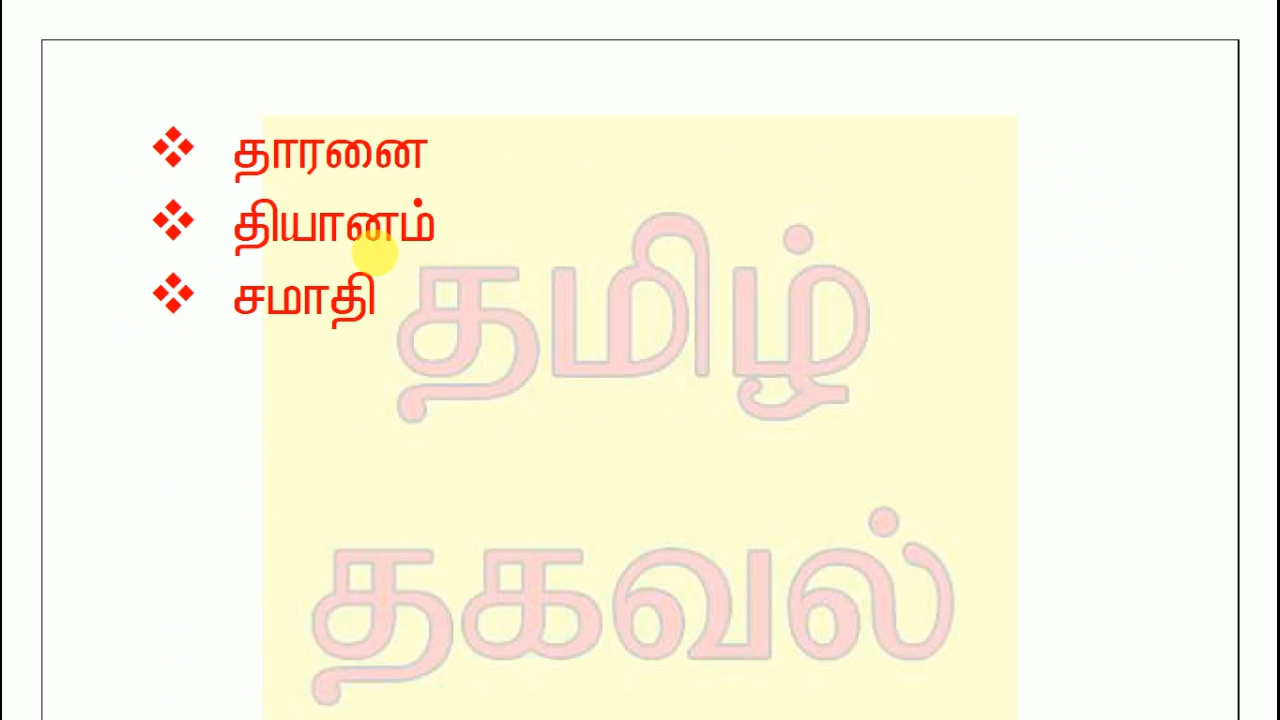 ❖ தாரனை
❖ தியானம்
❖ சமாதி
தமிழ்
தகவல்